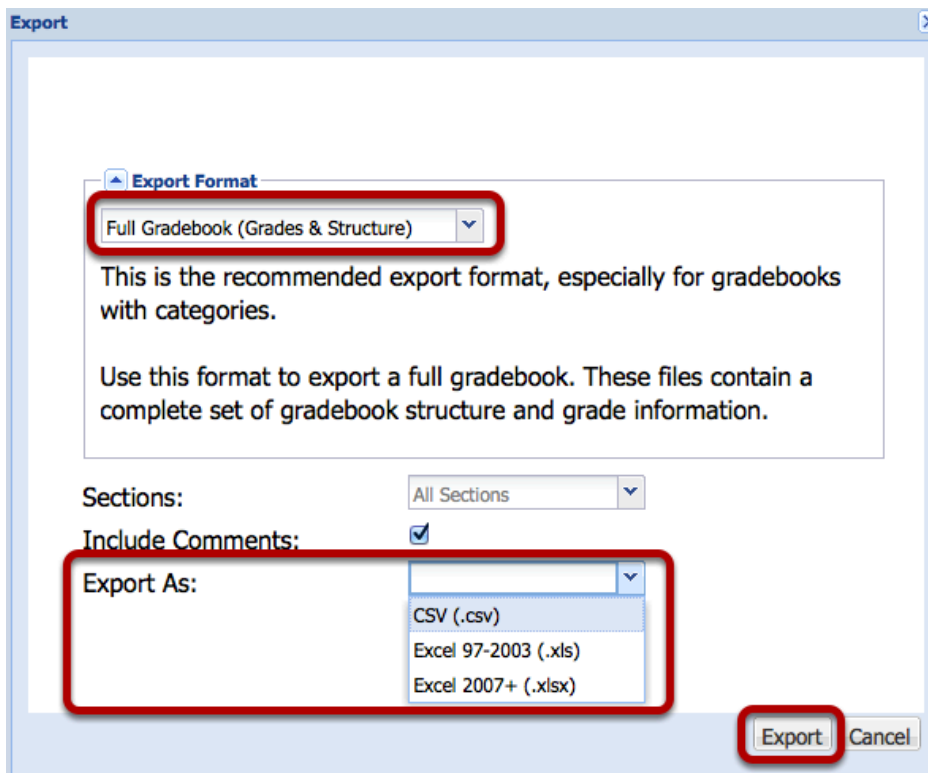 Export
Export Format
Full Gradebook (Grades & Structure)
This is the recommended export format, especially for gradebooks
with categories.
Use this format to export a full gradebook. These files contain a
complete set of gradebook structure and grade information.
Sections: All Sections
Include Comments:
Export As:
CSV (.csv)
Excel 97-2003 (.xls)
Excel 2007+ (.xlsx)
Export Cancel